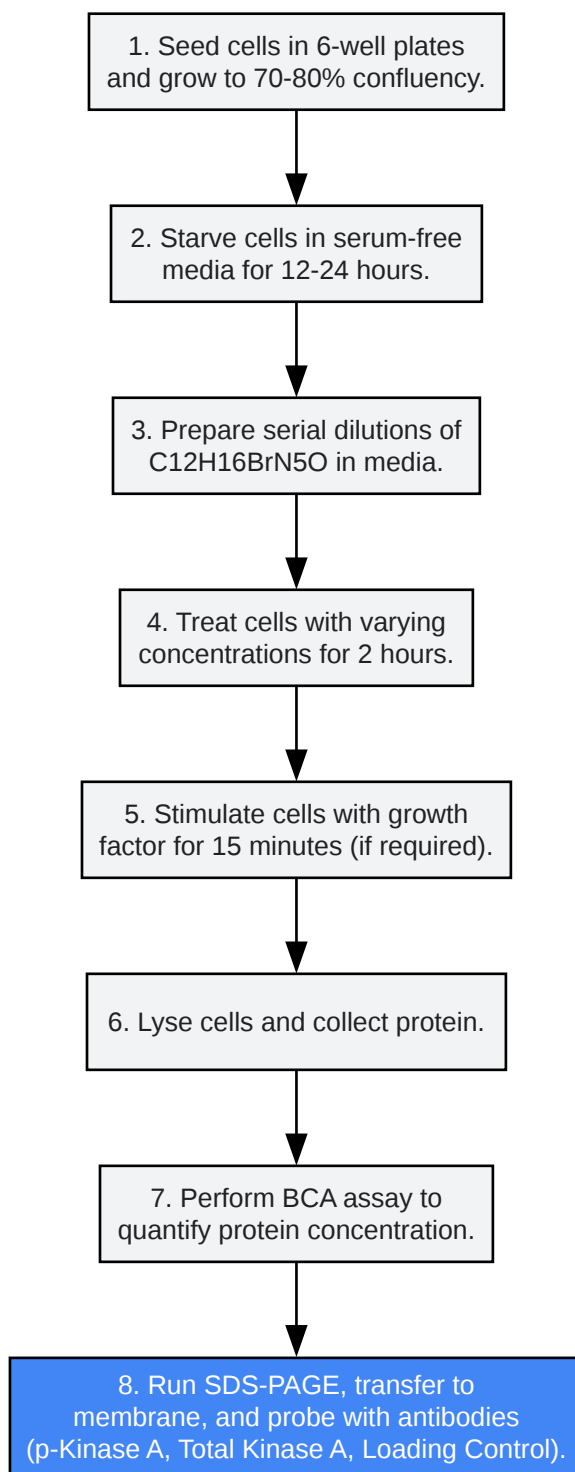 1. Seed cells in 6-well plates
and grow to 70-80% confluency.
2. Starve cells in serum-free
media for 12-24 hours.
3. Prepare serial dilutions of
C12H16BrN5O in media.
4. Treat cells with varying
concentrations for 2 hours.
5. Stimulate cells with growth
factor for 15 minutes (if required).
6. Lyse cells and collect protein.
7. Perform BCA assay to
quantify protein concentration.
8. Run SDS-PAGE, transfer to
membrane, and probe with antibodies
(p-Kinase A, Total Kinase A, Loading Control).